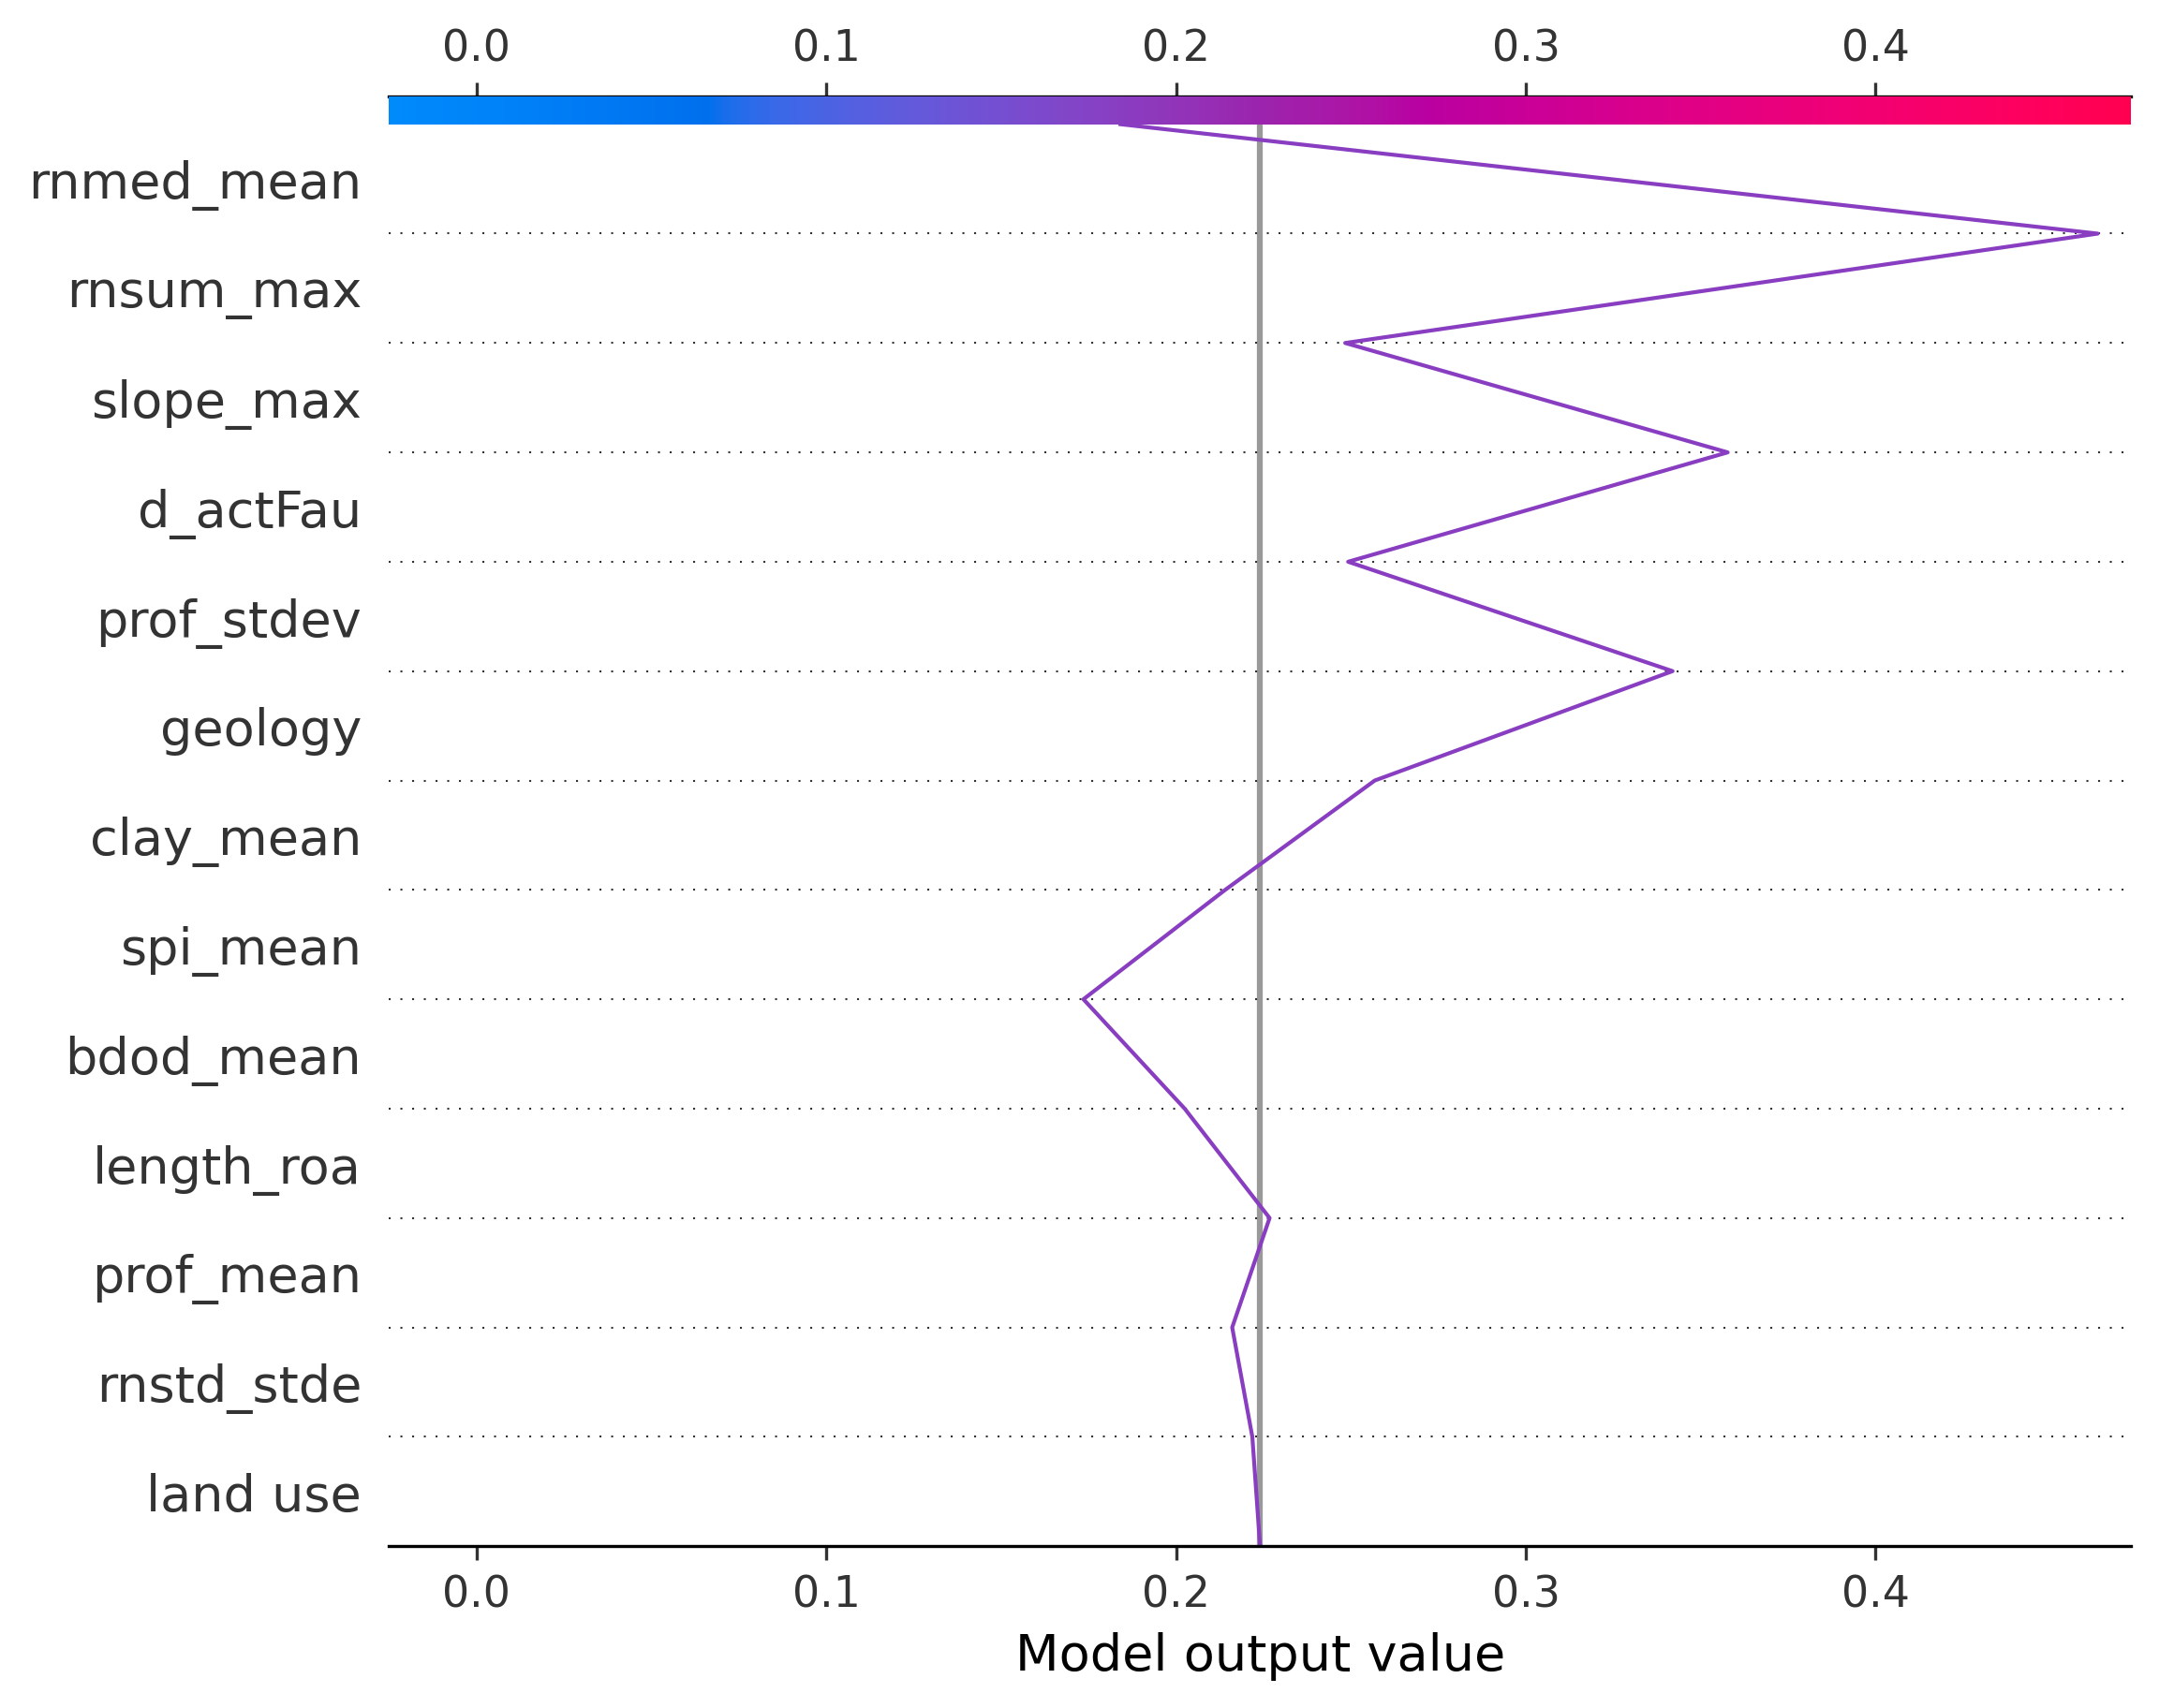 0.0 0.1 0.2 0.3 0.4
rnmed_mean
rnsum_max
slope_max
d_actFau
prof_stdev
geology
clay_mean
spi_mean
bdod_mean
length_roa
prof_mean
rnstd_stde
land use
0.0 0.1 0.2 0.3 0.4
Model output value